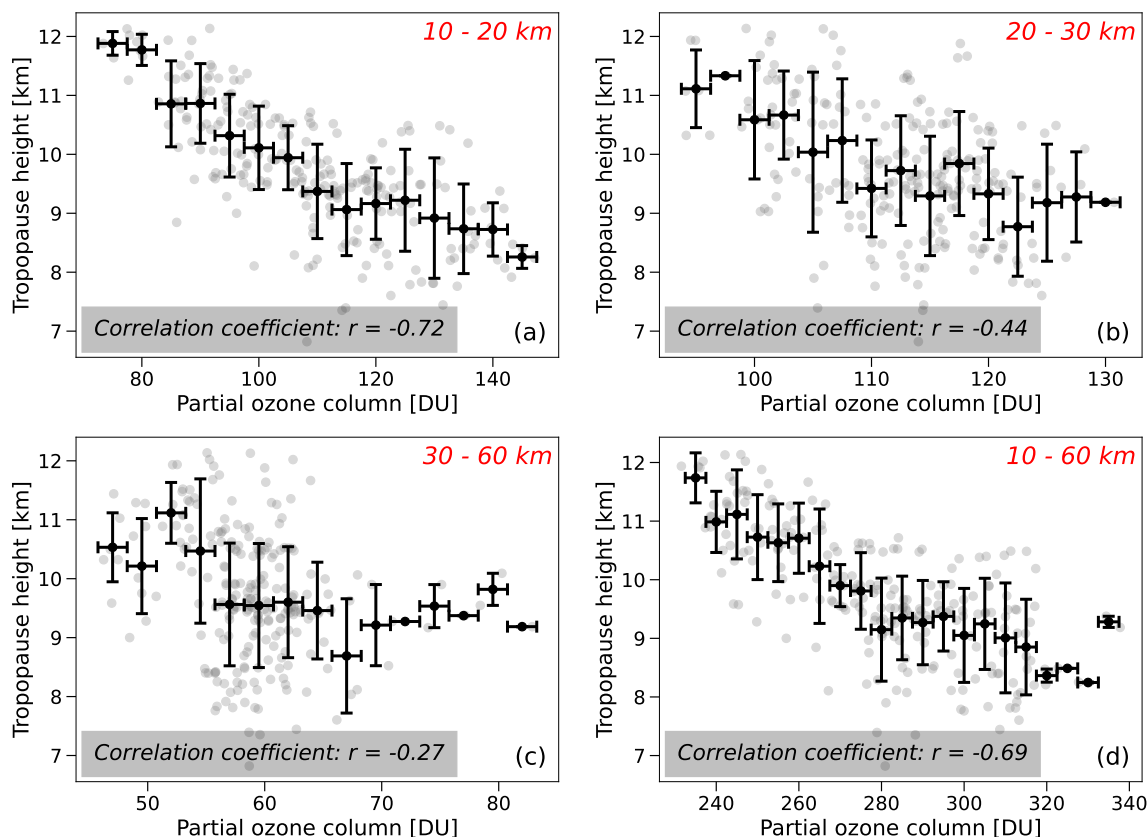 10 - 20 km
12
11
10
9
8
7
Tropopause height [km]
Correlation coefficient: r = -0.72
(a)
80 100 120 140
Partial ozone column [DU]
20 - 30 km
12
11
10
9
8
7
Tropopause height [km]
Correlation coefficient: r = -0.44
(b)
100 110 120 130
Partial ozone column [DU]
30 - 60 km
12
11
10
9
8
7
Tropopause height [km]
Correlation coefficient: r = -0.27
(c)
50 60 70 80
Partial ozone column [DU]
10 - 60 km
12
11
10
9
8
7
Tropopause height [km]
Correlation coefficient: r = -0.69
(d)
240 260 280 300 320 340
Partial ozone column [DU]